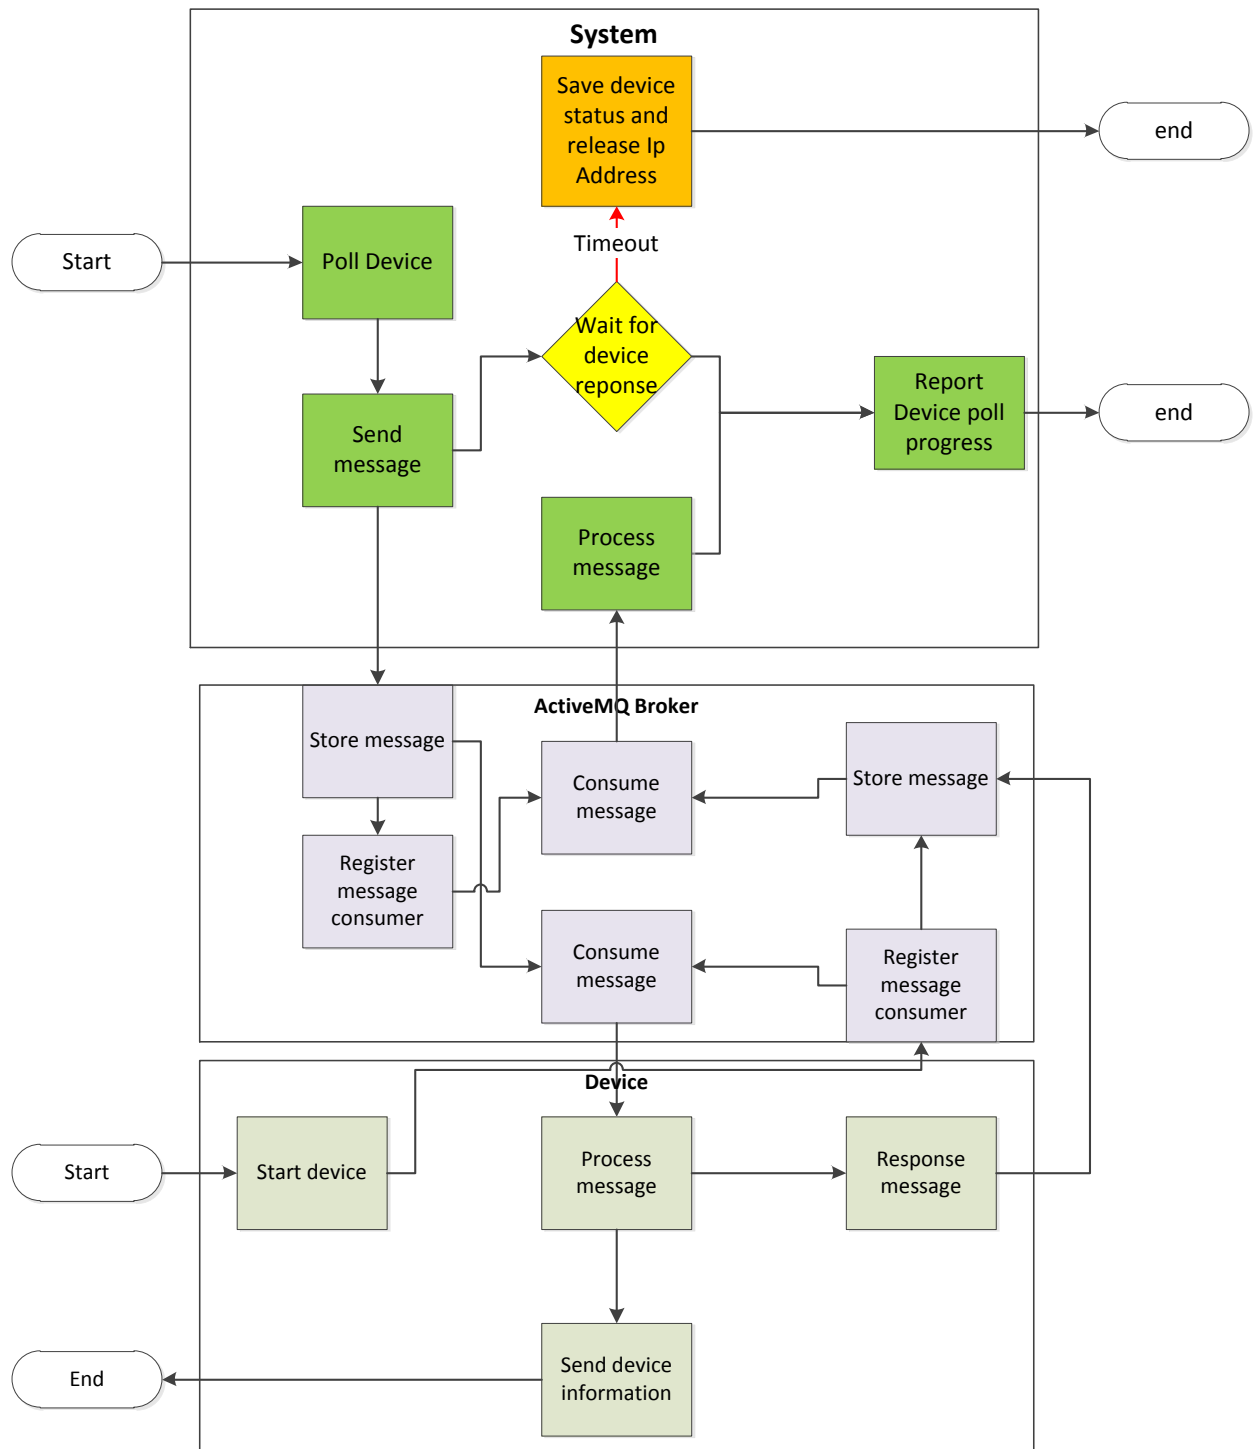 System
Save device
status and
release Ip
Address
end
Start
Poll Device
Timeout
Wait for
device
reponse
Send
message
Report
Device poll
progress
end
Process
message
ActiveMQ Broker
Store message
Consume
message
Store message
Register
message
consumer
Consume
message
Register
message
consumer
Device
Start
Start device
Process
message
Response
message
End
Send device
information